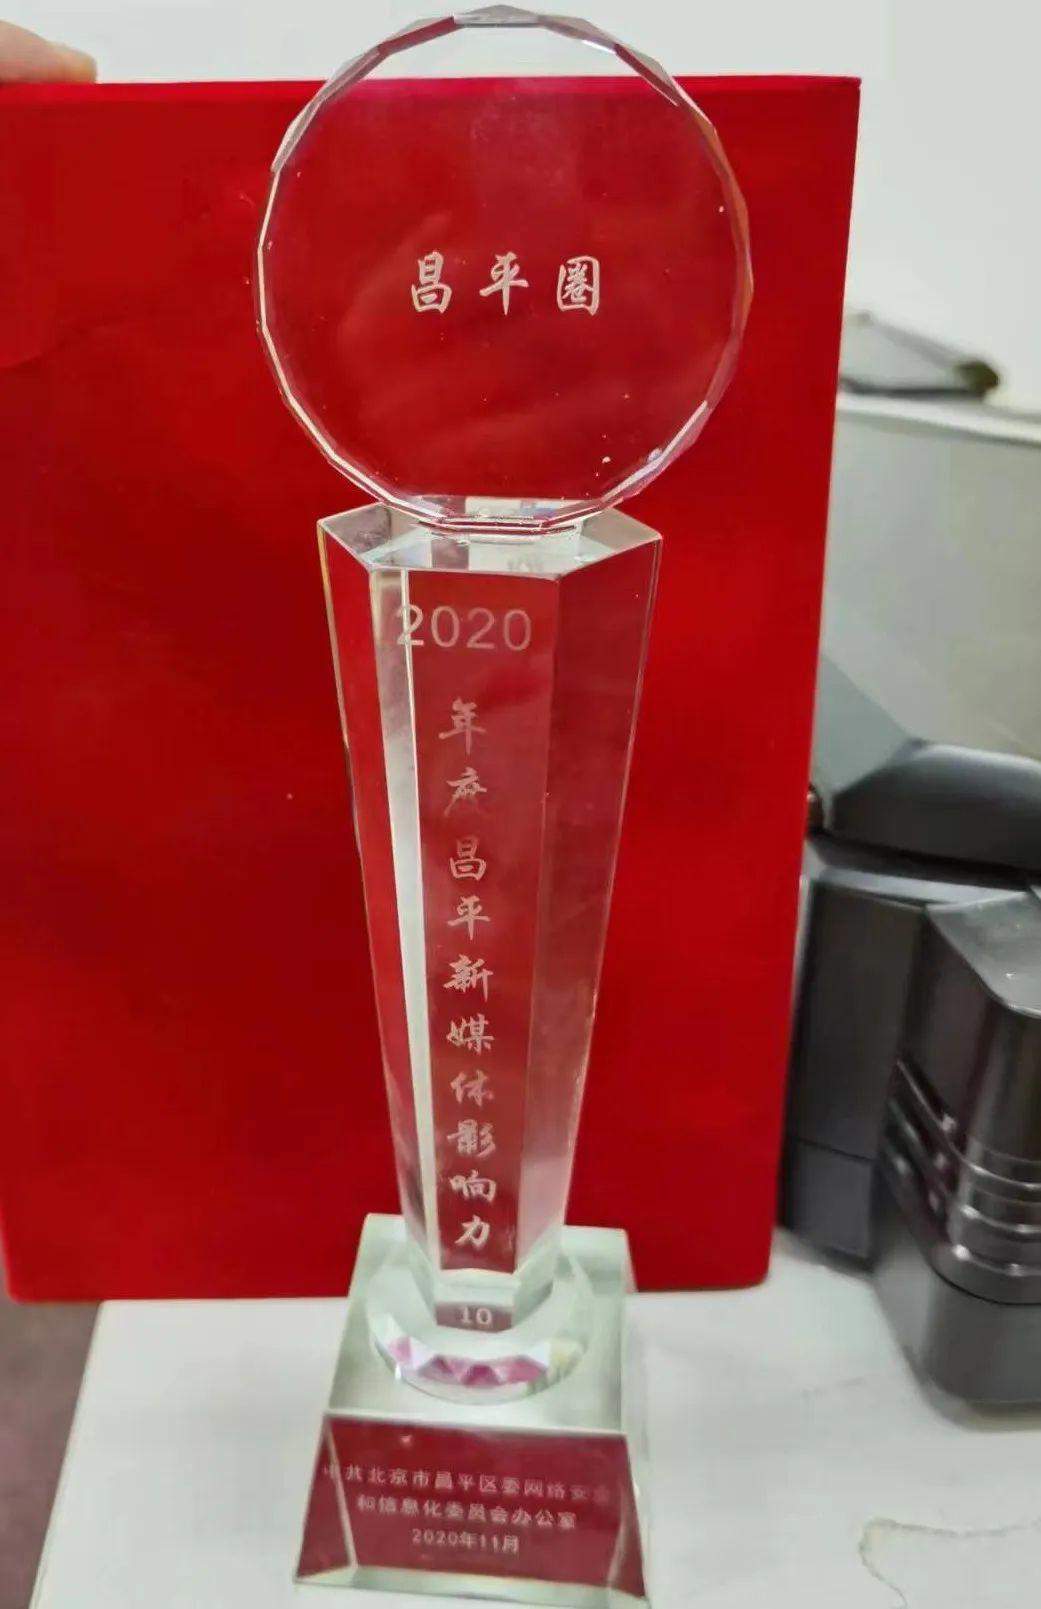 昌平圈
2020
年度昌平新媒体影响力
10
中共北京市昌平区委网络安全
和信息化委员会办公室
2020年11月